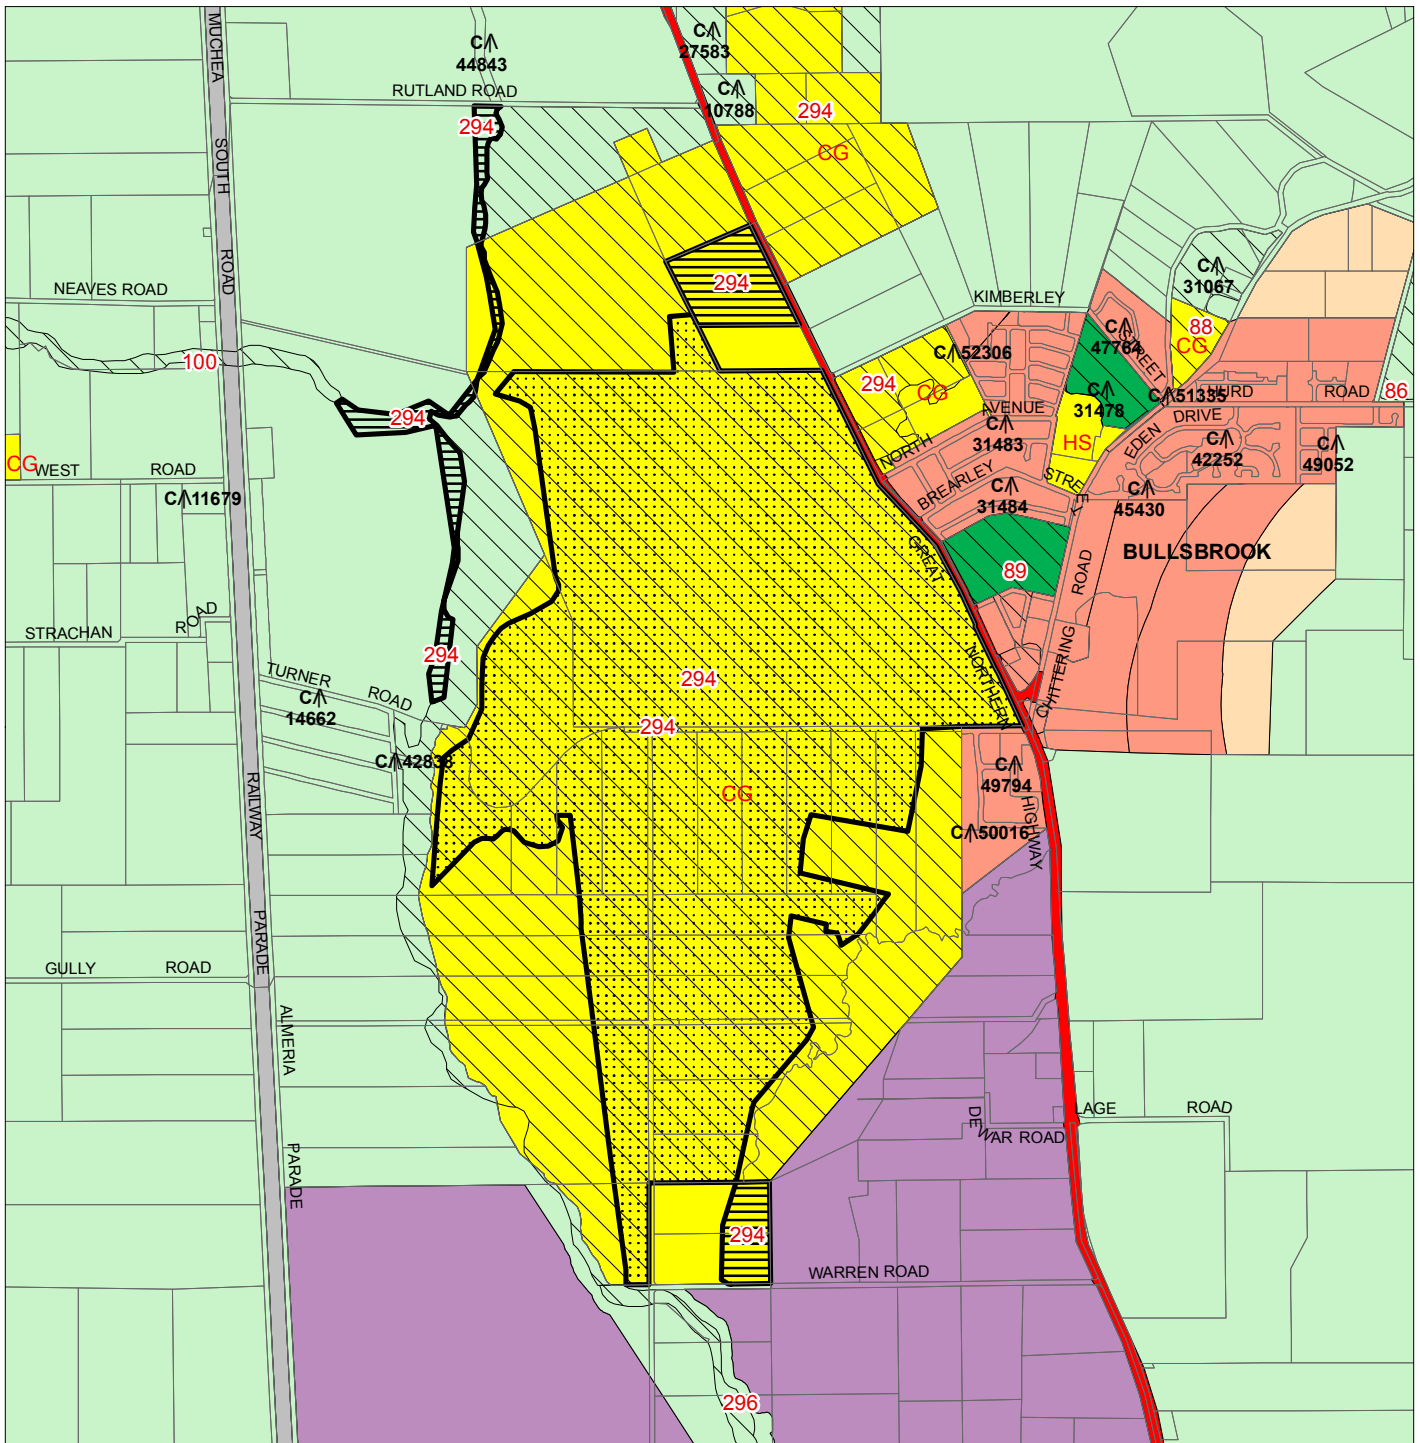 MUCHEA
SOUTH
ROAD
C/\
44843
C/\
27583
RUTLAND ROAD
C/\
10788
294
294
CG
NEAVES ROAD
294
C/\
31067
KIMBERLEY
100
C/\52306
C/\
47764
STREET
88
CG
294
CG
294
AVENUE
C/\
31478
C/\51335
HURD
ROAD
86
DRIVE
EDEN
NORTH
C/\
31483
HS
C/\
42252
C/\
49052
CG
WEST
ROAD
C/\11679
BREARLEY
C/\
31484
STREET
C/\
45430
BULLSBROOK
GREAT
89
ROAD
STRACHAN
ROAD
294
294
NORTHERN
CHITTERING
TURNER
ROAD
C/\
14662
294
C/\42838
RAILWAY
CG
C/\
49794
HIGHWAY
C/\50016
PARADE
GULLY
ROAD
ALMERIA
PARADE
DEWAR ROAD
LAGE
ROAD
294
WARREN ROAD
296